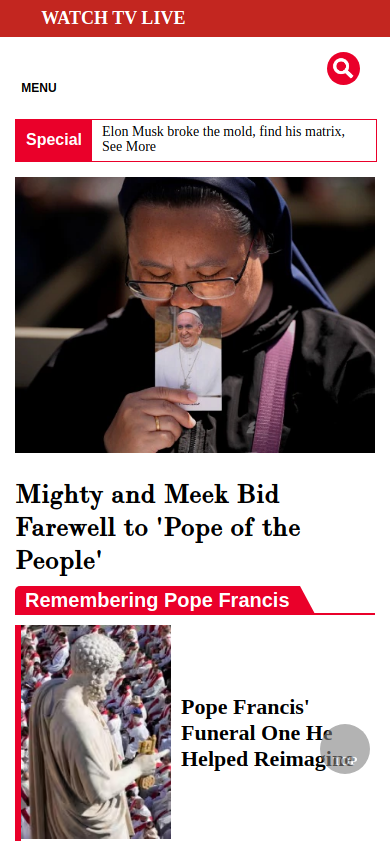 WATCH TV LIVE
MENU
Special
Elon Musk broke the mold, find his matrix,
See More
Mighty and Meek Bid
Farewell to 'Pope of the
People'
Remembering Pope Francis
Pope Francis'
Funeral One He
Helped Reimagine
TOP